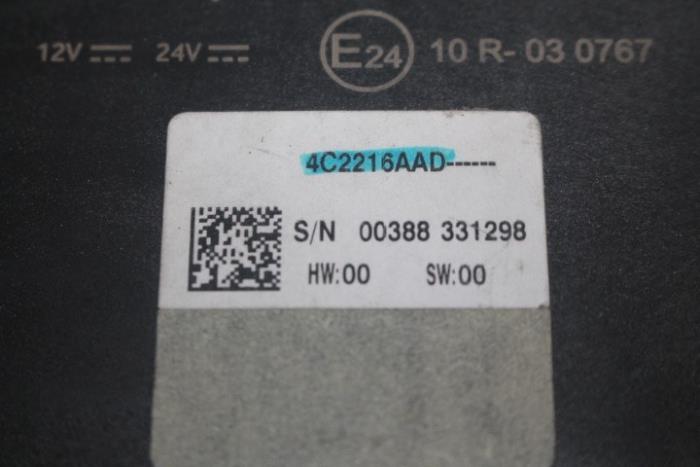 12V 24V E24 10 R- 03 0767
4C2216AAD------
S/N 00388 331298
HW:00 SW:00